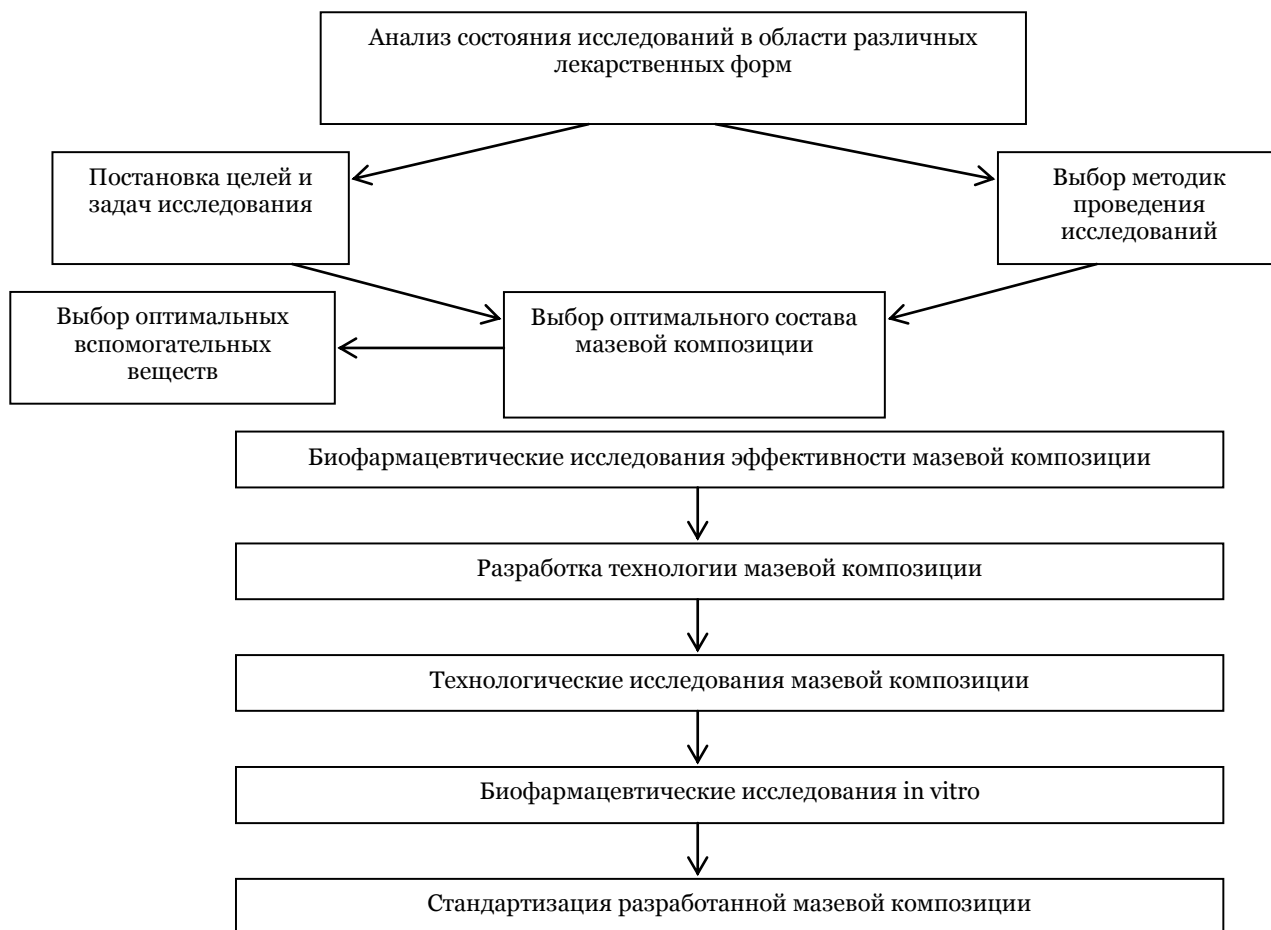 Анализ состояния исследований в области различных
лекарственных форм
Постановка целей и
задач исследования
Выбор методик
проведения
исследований
Выбор оптимальных
вспомогательных
веществ
Выбор оптимального состава
мазевой композиции
Биофармацевтические исследования эффективности мазевой композиции
Разработка технологии мазевой композиции
Технологические исследования мазевой композиции
Биофармацевтические исследования in vitro
Стандартизация разработанной мазевой композиции